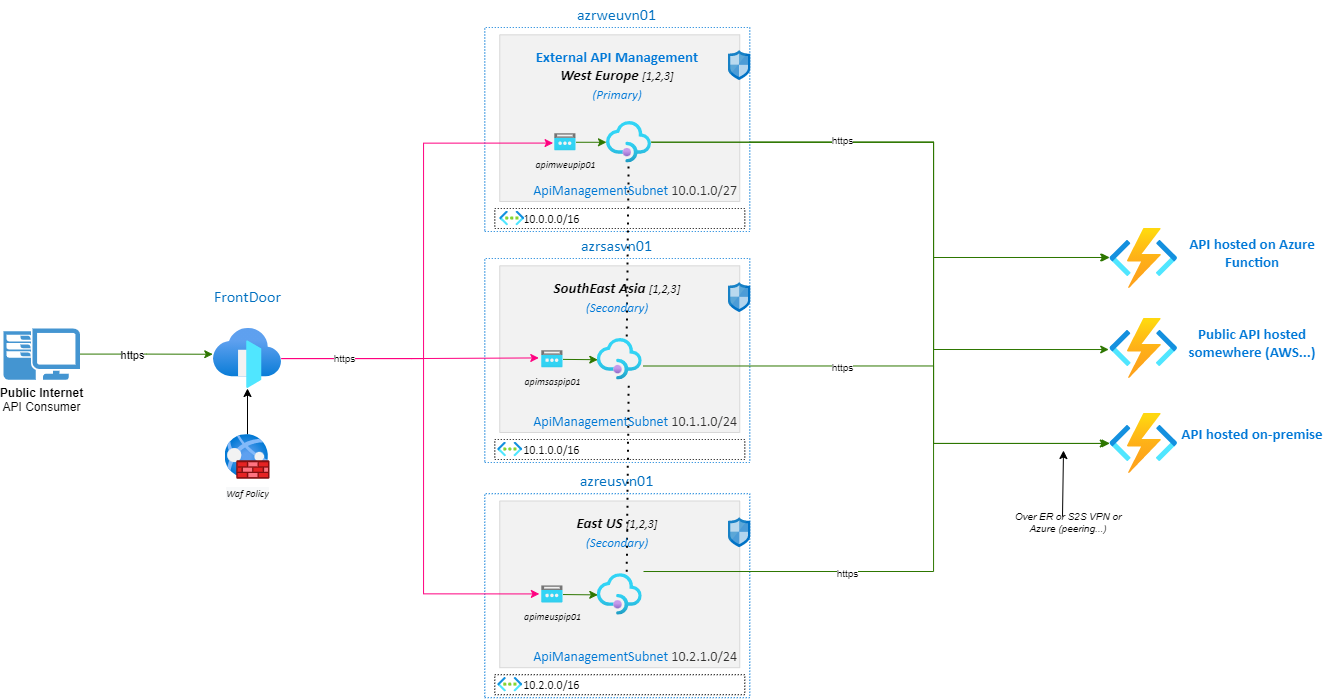 azrweuvn01
External API Management
West Europe [1,2,3]
(Primary)
apimweupip01
ApiManagementSubnet 10.0.1.0/27
10.0.0.0/16
https
azrsasvn01
SouthEast Asia [1,2,3]
(Secondary)
apimsaspip01
ApiManagementSubnet 10.1.1.0/24
10.1.0.0/16
https
azreusvn01
East US [1,2,3]
(Secondary)
apimeuspip01
ApiManagementSubnet 10.2.1.0/24
10.2.0.0/16
https
FrontDoor
https
https
Public Internet
API Consumer
Waf Policy
API hosted on Azure
Function
Public API hosted
somewhere (AWS...)
API hosted on-premise
Over ER or S2S VPN or
Azure (peering...)